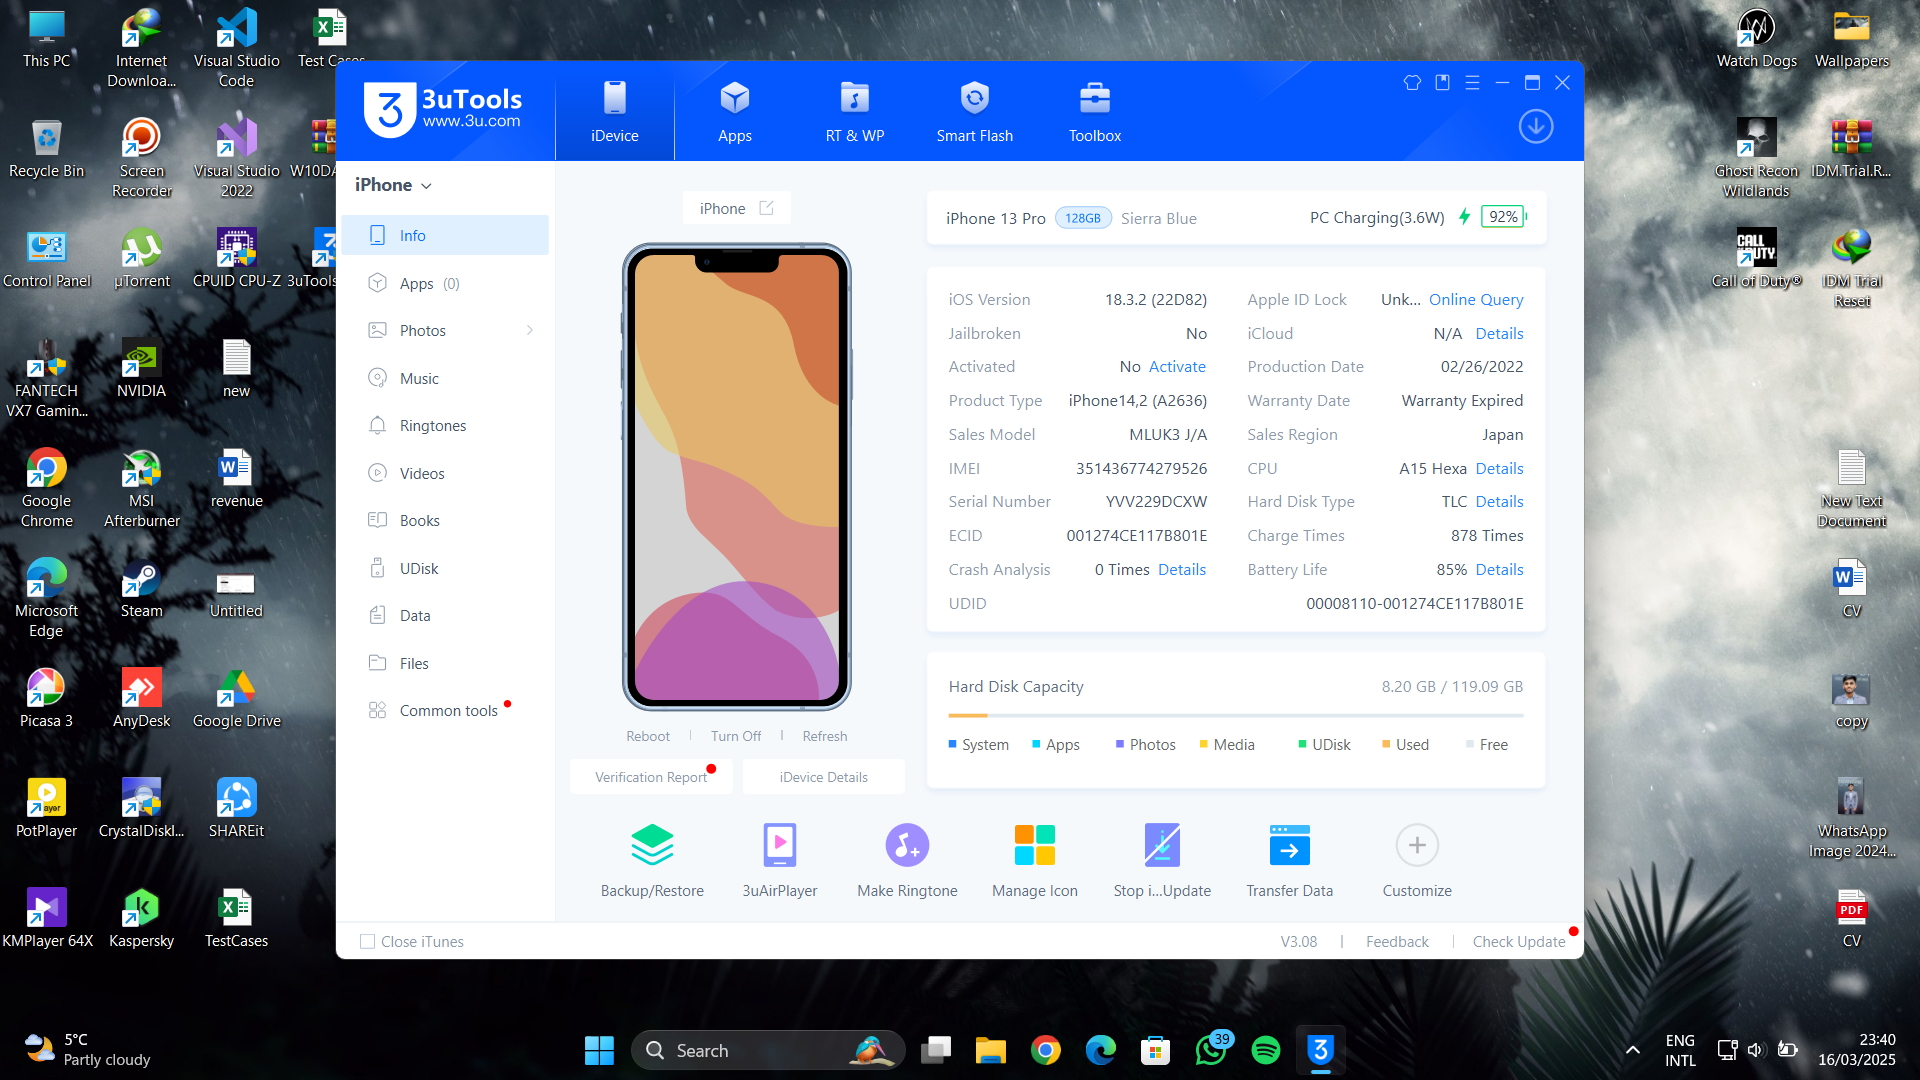 This PC
Internet
Downloa...
Visual Studio
Code
Test Cases
Watch Dogs
Wallpapers
3uTools
www.3u.com
iDevice
Apps
RT & WP
Smart Flash
Toolbox
Recycle Bin
Screen
Recorder
Visual Studio
2022
W10DA
Ghost Recon
Wildlands
IDM.Trial.R...
Control Panel
µTorrent
CPUID CPU-Z
3uTools
CALL OF DUTY
Call of Duty®
IDM Trial
Reset
FANTECH
VX7 Gamin...
NVIDIA
new
Google
Chrome
MSI
Afterburner
revenue
New Text
Document
Microsoft
Edge
Steam
Untitled
CV
Picasa 3
AnyDesk
Google Drive
copy
PotPlayer
CrystalDiskI...
SHAREit
WhatsApp
Image 2024...
KMPlayer 64X
Kaspersky
TestCases
PDF
CV
iPhone
Info
Apps (0)
Photos
Music
Ringtones
Videos
Books
UDisk
Data
Files
Common tools
iPhone
Reboot
Turn Off
Refresh
Verification Report
iDevice Details
iPhone 13 Pro 128GB Sierra Blue PC Charging(3.6W) 92%
iOS Version 18.3.2 (22D82) Apple ID Lock Unk... Online Query
Jailbroken No iCloud N/A Details
Activated No Activate Production Date 02/26/2022
Product Type iPhone14,2 (A2636) Warranty Date Warranty Expired
Sales Model MLUK3 J/A Sales Region Japan
IMEI 351436774279526 CPU A15 Hexa Details
Serial Number YVV229DCXW Hard Disk Type TLC Details
ECID 001274CE117B801E Charge Times 878 Times
Crash Analysis 0 Times Details Battery Life 85% Details
UDID 00008110-001274CE117B801E
Hard Disk Capacity 8.20 GB / 119.09 GB
System Apps Photos Media UDisk Used Free
Backup/Restore
3uAirPlayer
Make Ringtone
Manage Icon
Stop i...Update
Transfer Data
Customize
Close iTunes
V3.08
Feedback
Check Update
5°C
Partly cloudy
Search
39
ENG
INTL
23:40
16/03/2025